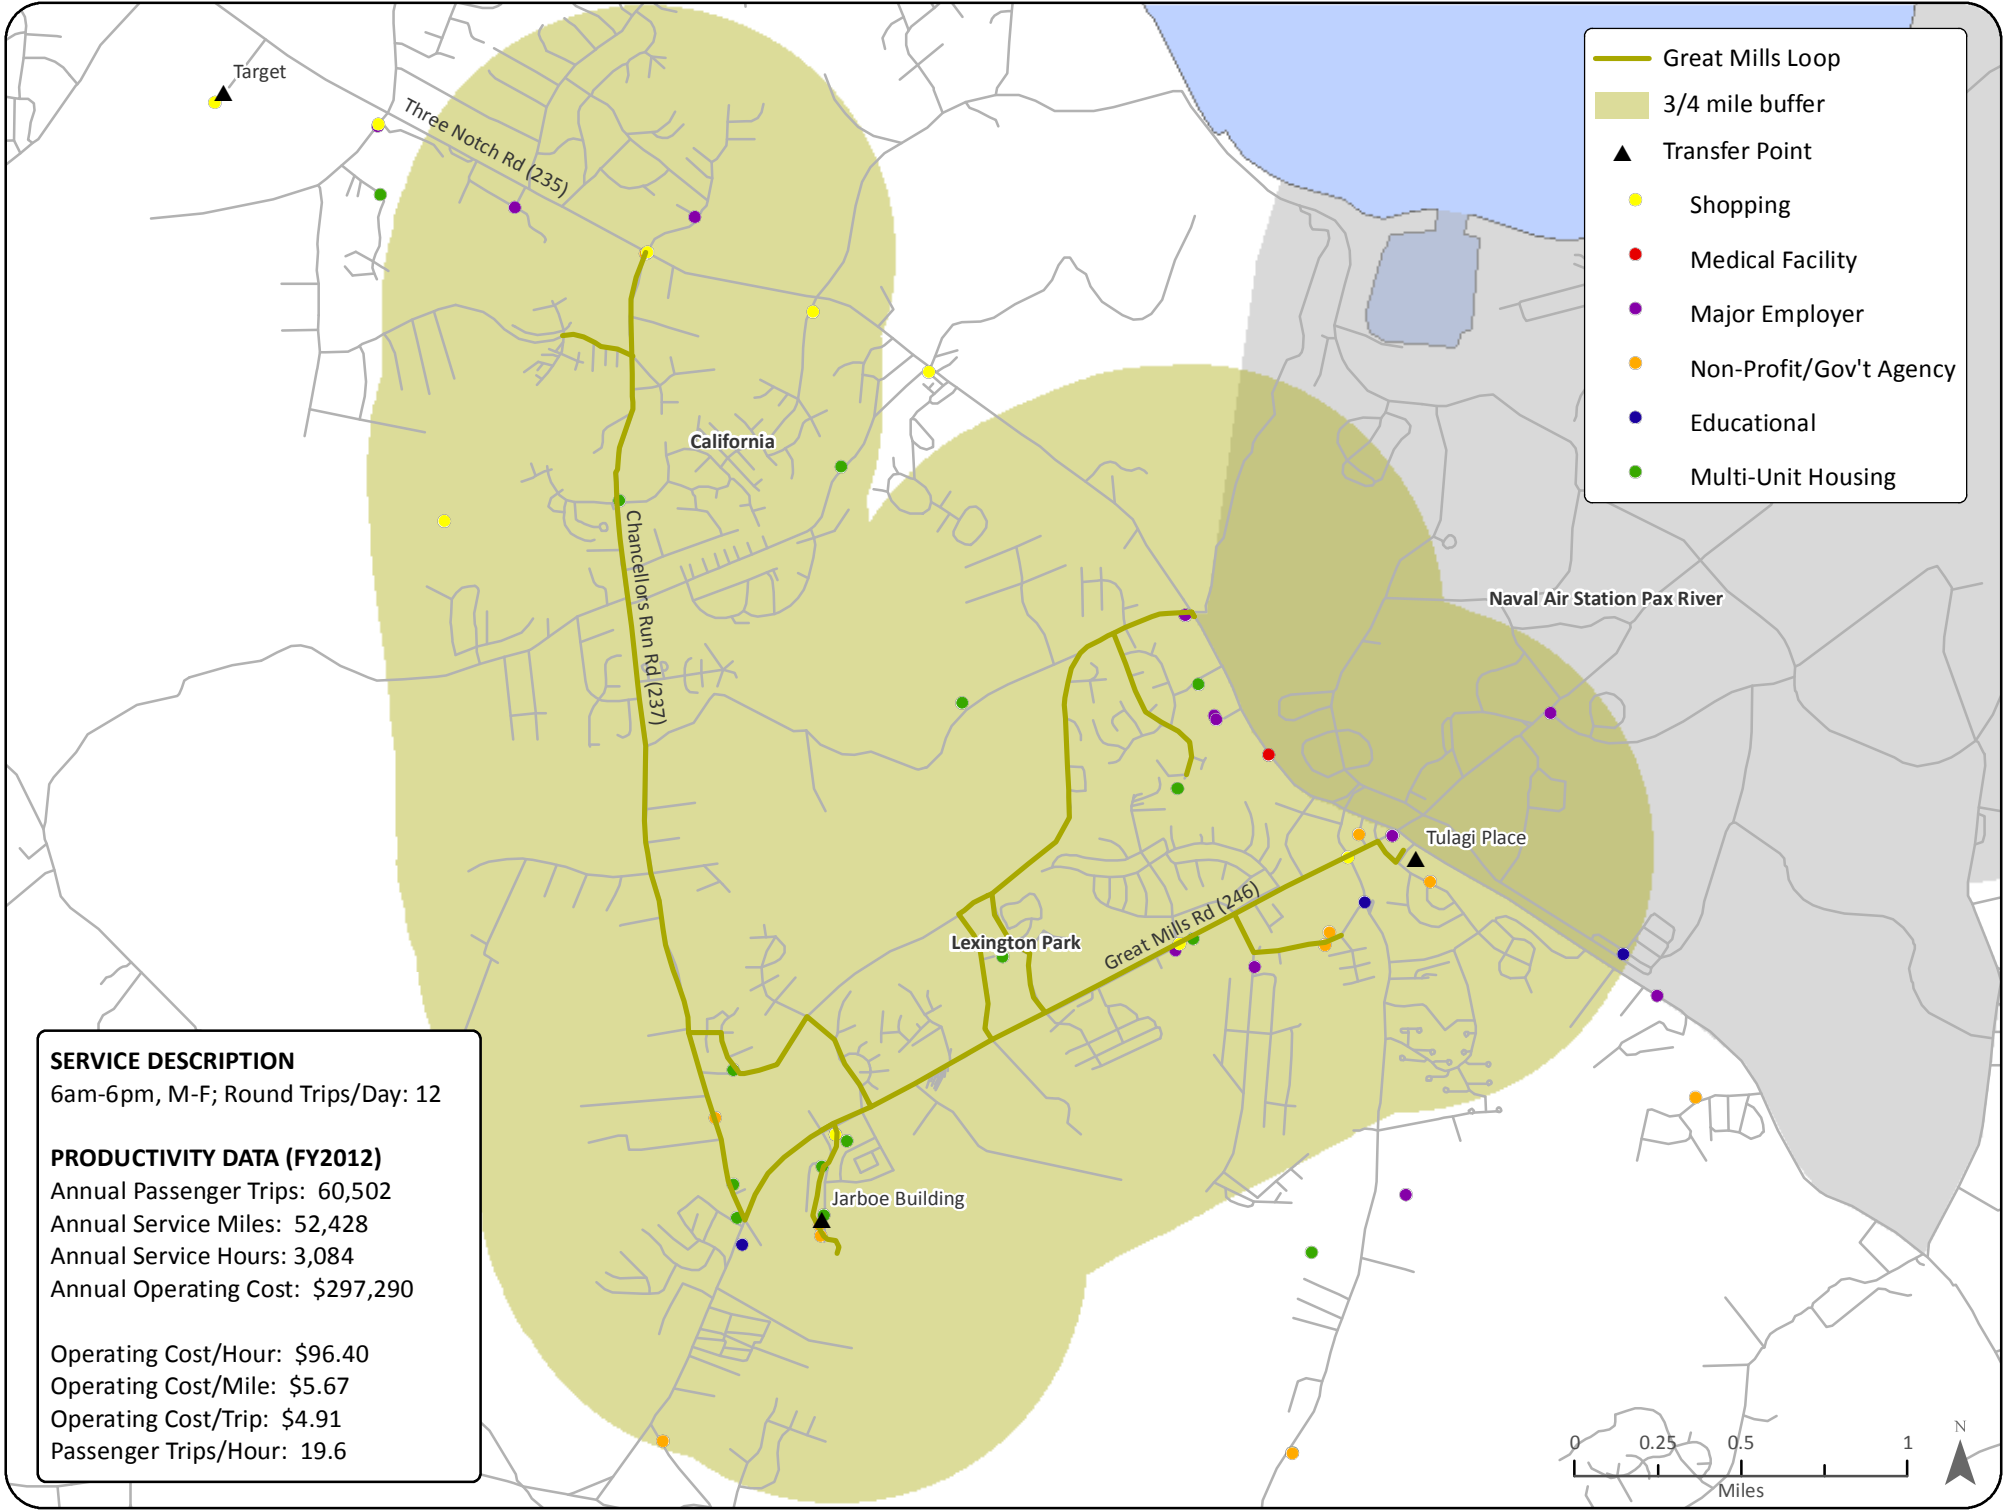 Target
Three Notch Rd (235)
Great Mills Loop
3/4 mile buffer
Transfer Point
Shopping
Medical Facility
Major Employer
Non-Profit/Gov't Agency
Educational
Multi-Unit Housing
California
Chancellors Run Rd (237)
Naval Air Station Pax River
Tulagi Place
Great Mills Rd (246)
Lexington Park
Jarboe Building
SERVICE DESCRIPTION
6am-6pm, M-F; Round Trips/Day: 12
PRODUCTIVITY DATA (FY2012)
Annual Passenger Trips: 60,502
Annual Service Miles: 52,428
Annual Service Hours: 3,084
Annual Operating Cost: $297,290
Operating Cost/Hour: $96.40
Operating Cost/Mile: $5.67
Operating Cost/Trip: $4.91
Passenger Trips/Hour: 19.6
0 0.25 0.5 1
Miles
N